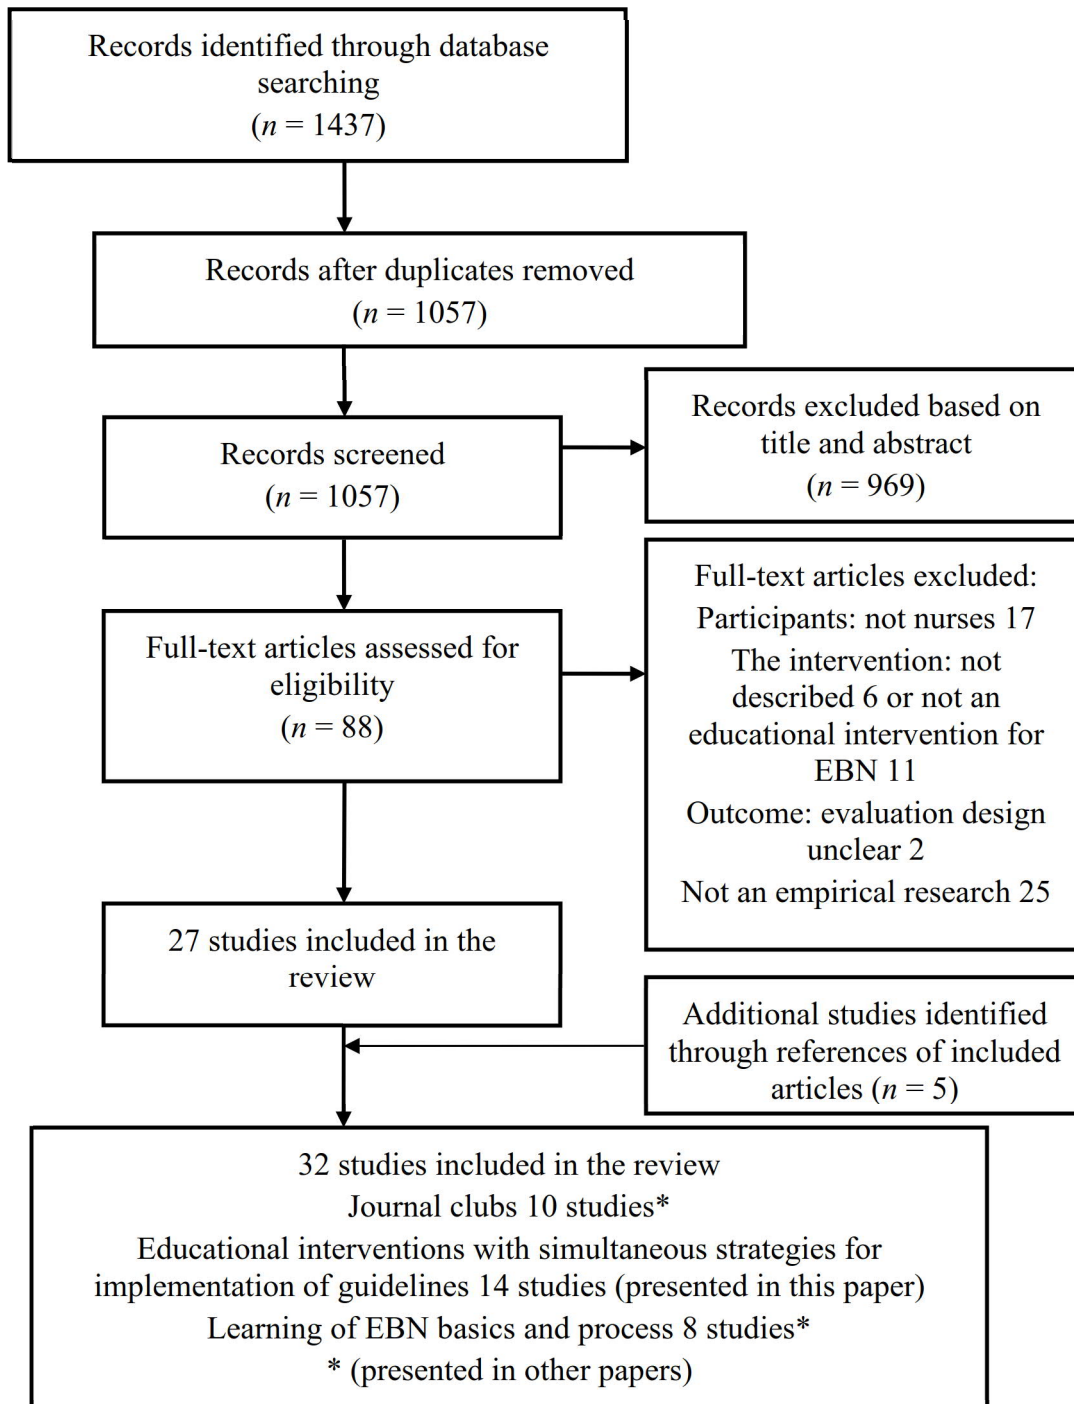 Records identified through database
searching
(n = 1437)
Records after duplicates removed
(n = 1057)
Records screened
(n = 1057)
Records excluded based on
title and abstract
(n = 969)
Full-text articles assessed for
eligibility
(n = 88)
Full-text articles excluded:
Participants: not nurses 17
The intervention: not
described 6 or not an
educational intervention for
EBN 11
Outcome: evaluation design
unclear 2
Not an empirical research 25
27 studies included in the
review
Additional studies identified
through references of included
articles (n = 5)
32 studies included in the review
Journal clubs 10 studies*
Educational interventions with simultaneous strategies for
implementation of guidelines 14 studies (presented in this paper)
Learning of EBN basics and process 8 studies*
* (presented in other papers)